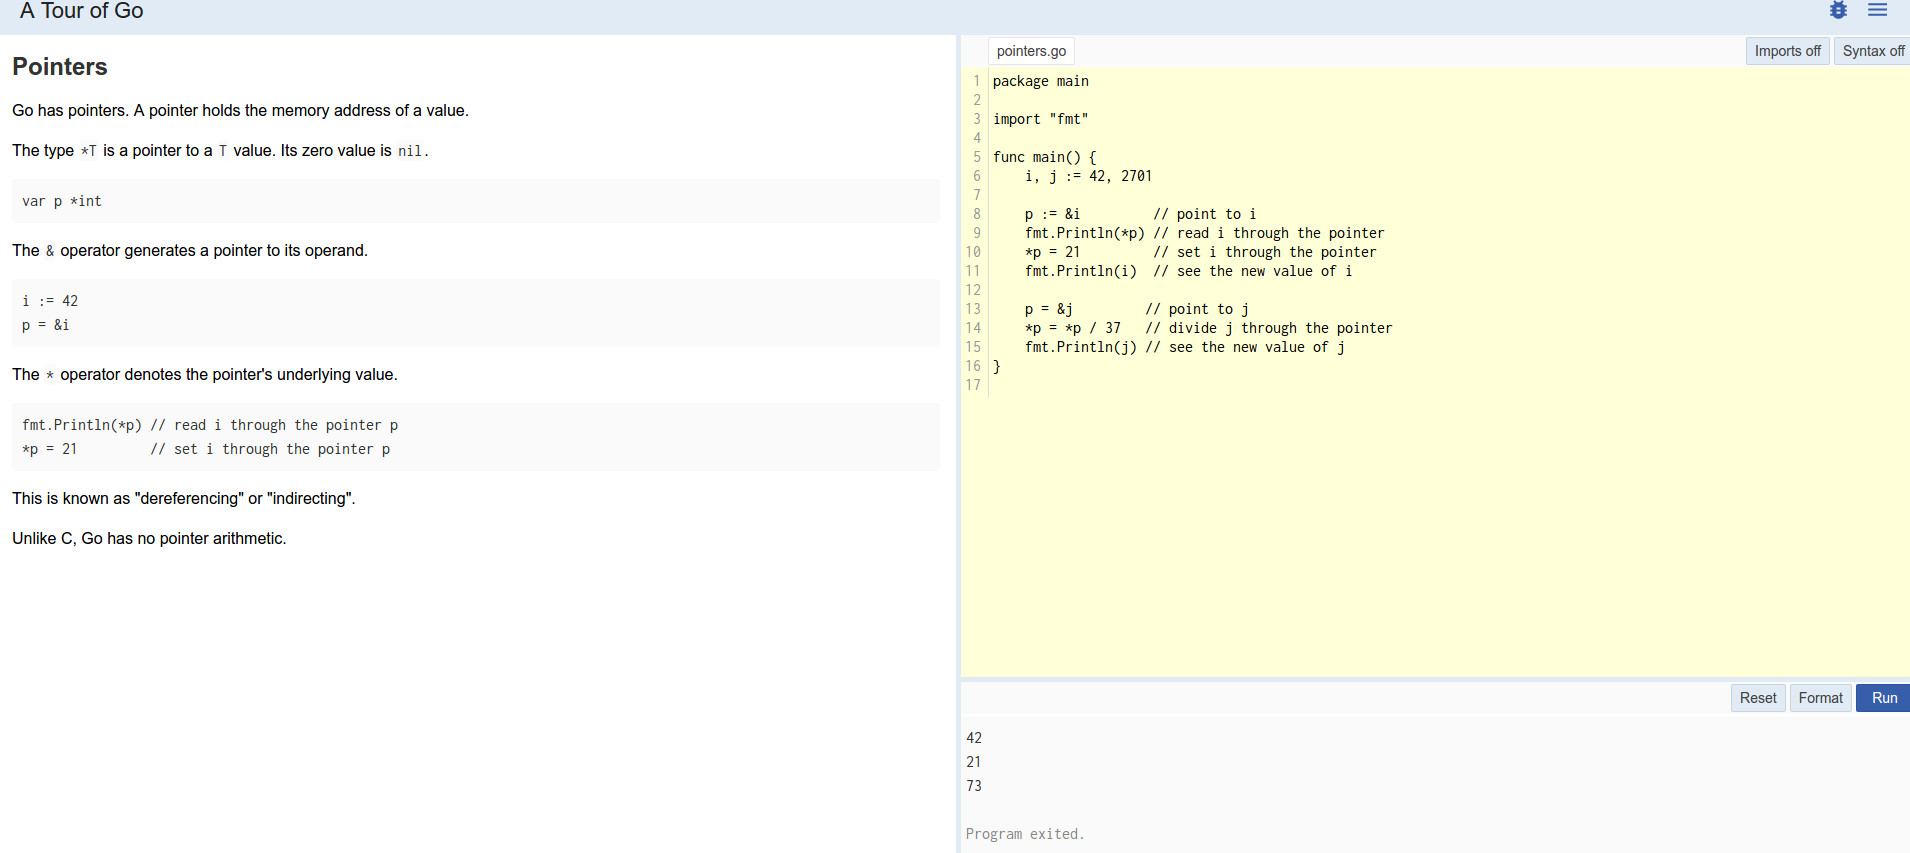 A Tour of Go
Pointers
Go has pointers. A pointer holds the memory address of a value.
The type *T is a pointer to a T value. Its zero value is nil.
var p *int
The & operator generates a pointer to its operand.
i := 42
p = &i
The * operator denotes the pointer's underlying value.
fmt.Println(*p) // read i through the pointer p
*p = 21         // set i through the pointer p
This is known as "dereferencing" or "indirecting".
Unlike C, Go has no pointer arithmetic.
pointers.go
Imports off Syntax off
1 package main
2
3 import "fmt"
4
5 func main() {
6     i, j := 42, 2701
7
8     p := &i         // point to i
9     fmt.Println(*p) // read i through the pointer
10     *p = 21         // set i through the pointer
11     fmt.Println(i)  // see the new value of i
12
13     p = &j         // point to j
14     *p = *p / 37   // divide j through the pointer
15     fmt.Println(j) // see the new value of j
16 }
17
Reset Format Run
42
21
73
Program exited.